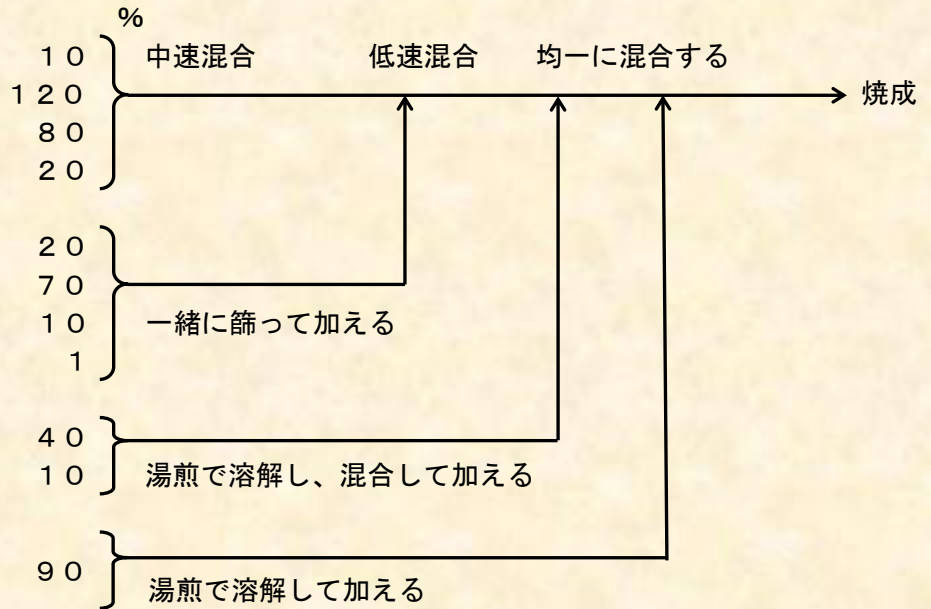 %
10 中速混合 低速混合 均一に混合する
120 焼成
80
20
20
70
10 一緒に篩って加える
1
40
10 湯煎で溶解し、混合して加える
90 湯煎で溶解して加える